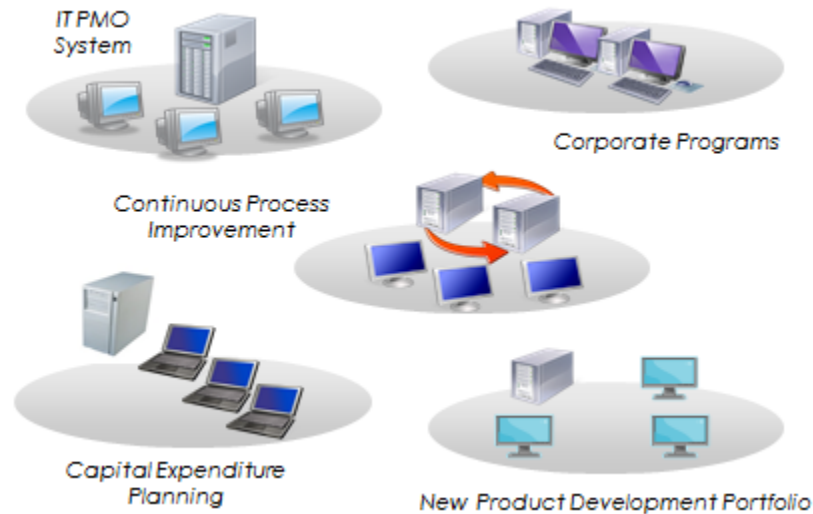 IT PMO
System
Corporate Programs
Continuous Process
Improvement
Capital Expenditure
Planning
New Product Development Portfolio